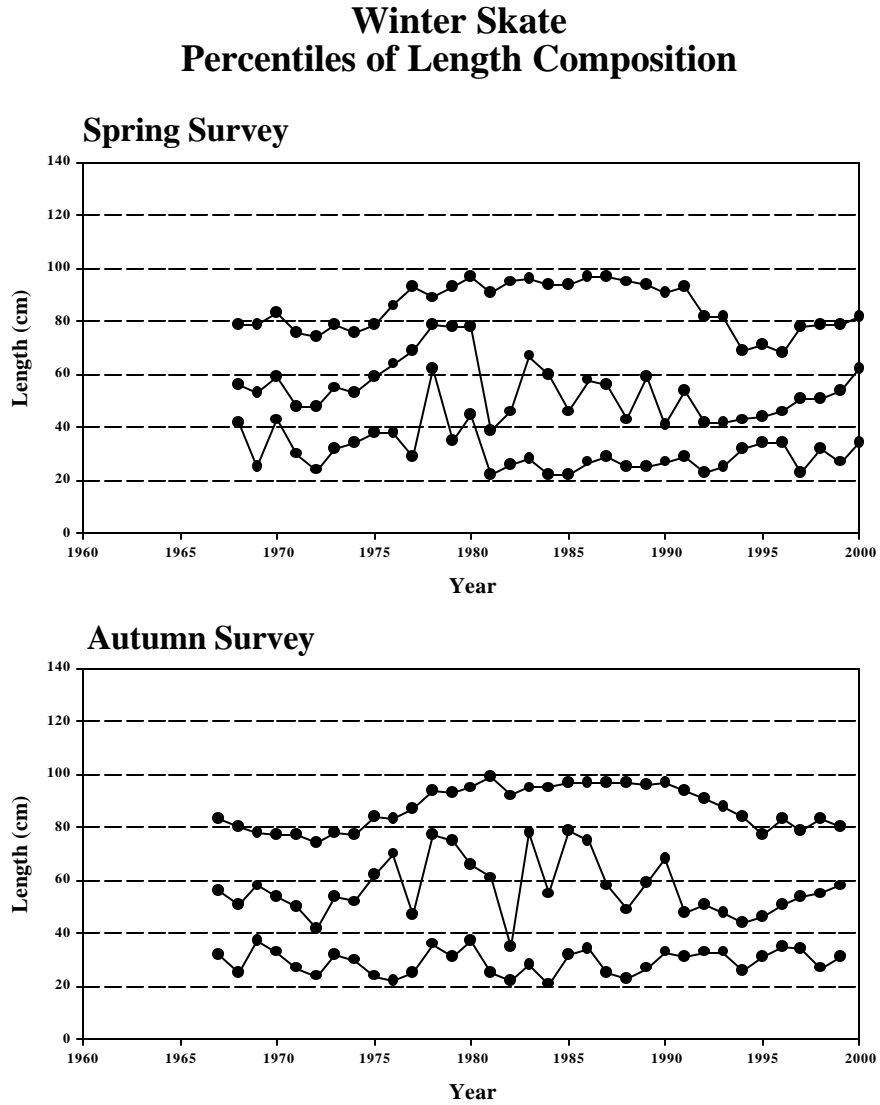 Winter Skate
Percentiles of Length Composition
Spring Survey
140
120
100
80
60
40
20
0
Length (cm)
1960 1965 1970 1975 1980 1985 1990 1995 2000
Year
Autumn Survey
140
120
100
80
60
40
20
0
Length (cm)
1960 1965 1970 1975 1980 1985 1990 1995 2000
Year